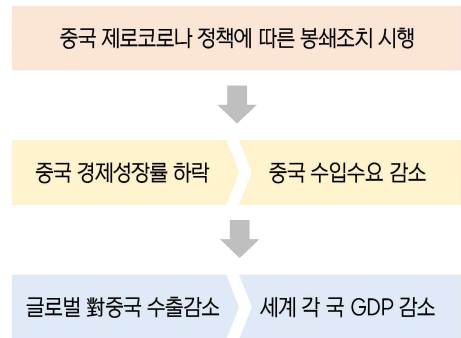 중국 제로코로나 정책에 따른 봉쇄조치 시행
중국 경제성장률 하락
중국 수입수요 감소
글로벌 對중국 수출감소
세계 각 국 GDP 감소